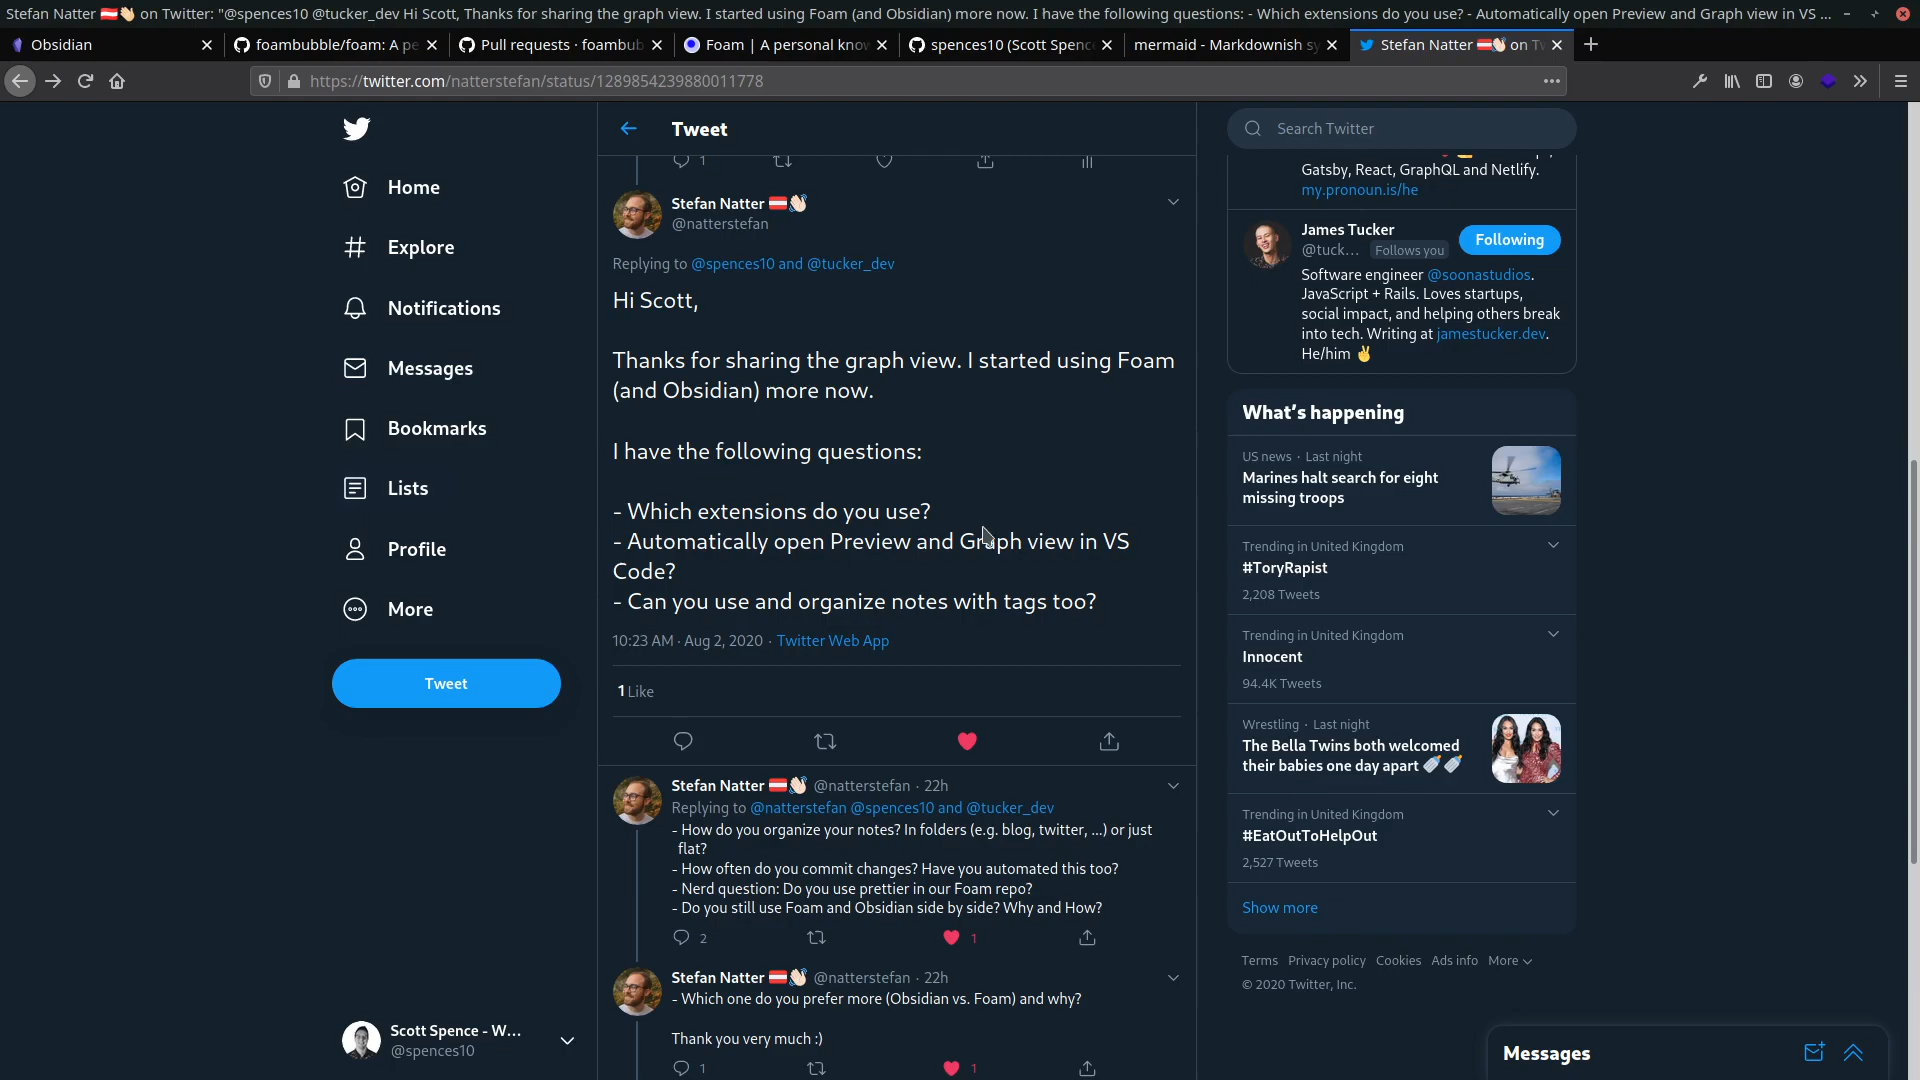 Stefan Natter 🇦🇹👋🏻 on Twitter: "@spences10 @tucker_dev Hi Scott, Thanks for sharing the graph view. I started using Foam (and Obsidian) more now. I have the following questions: - Which extensions do you use? - Automatically open Preview and Graph view in VS ...
Obsidian
foambubble/foam: A pe
Pull requests · foambub
Foam | A personal know
spences10 (Scott Spenc
mermaid - Markdownish sy
Stefan Natter 🇦🇹👋🏻 on Tw
https://twitter.com/natterstefan/status/1289854239880011778
Home
Explore
Notifications
Messages
Bookmarks
Lists
Profile
More
Tweet
Scott Spence - W...
@spences10
Tweet
1
Stefan Natter 🇦🇹👋🏻
@natterstefan
Replying to @spences10 and @tucker_dev
Hi Scott,
Thanks for sharing the graph view. I started using Foam
(and Obsidian) more now.
I have the following questions:
- Which extensions do you use?
- Automatically open Preview and Graph view in VS
Code?
- Can you use and organize notes with tags too?
10:23 AM · Aug 2, 2020 · Twitter Web App
1 Like
Stefan Natter 🇦🇹👋🏻 @natterstefan · 22h
Replying to @natterstefan @spences10 and @tucker_dev
- How do you organize your notes? In folders (e.g. blog, twitter, ...) or just
flat?
- How often do you commit changes? Have you automated this too?
- Nerd question: Do you use prettier in our Foam repo?
- Do you still use Foam and Obsidian side by side? Why and How?
2 1
Stefan Natter 🇦🇹👋🏻 @natterstefan · 22h
- Which one do you prefer more (Obsidian vs. Foam) and why?
Thank you very much :)
1 1
Search Twitter
Gatsby, React, GraphQL and Netlify.
my.pronoun.is/he
James Tucker
@tuck... Follows you
Following
Software engineer @soonastudios.
JavaScript + Rails. Loves startups,
social impact, and helping others break
into tech. Writing at jamestucker.dev.
He/him ✌️
What's happening
US news · Last night
Marines halt search for eight
missing troops
Trending in United Kingdom
#ToryRapist
2,208 Tweets
Trending in United Kingdom
Innocent
94.4K Tweets
Wrestling · Last night
The Bella Twins both welcomed
their babies one day apart 🍼🍼
Trending in United Kingdom
#EatOutToHelpOut
2,527 Tweets
Show more
Terms Privacy policy Cookies Ads info More
© 2020 Twitter, Inc.
Messages